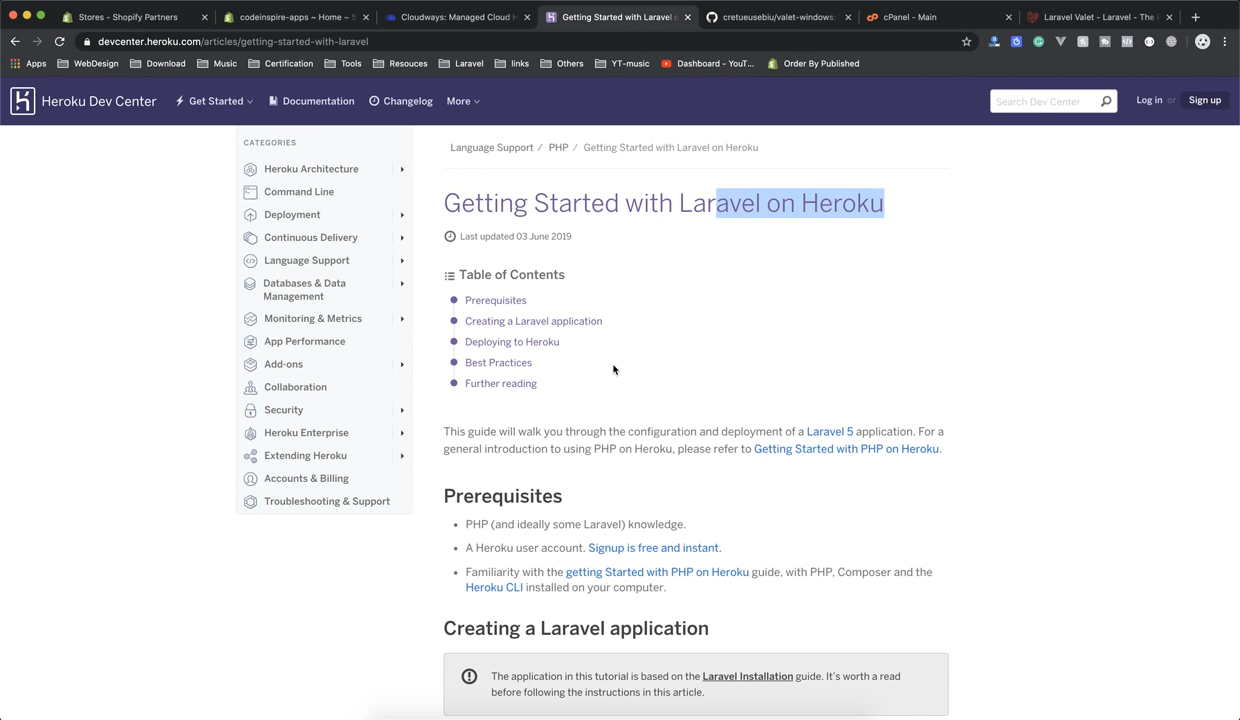 Stores - Shopify Partners
codeinspire-apps ~ Home ~ S
Cloudways: Managed Cloud H
Getting Started with Laravel o
cretueusebiu/valet-windows:
cPanel - Main
Laravel Valet - Laravel - The P
devcenter.heroku.com/articles/getting-started-with-laravel
Apps WebDesign Download Music Certification Tools Resouces Laravel links Others YT-music Dashboard - YouT... Order By Published
Heroku Dev Center
Get Started Documentation Changelog More
Search Dev Center
Log in or Sign up
CATEGORIES
Heroku Architecture
Command Line
Deployment
Continuous Delivery
Language Support
Databases & Data
Management
Monitoring & Metrics
App Performance
Add-ons
Collaboration
Security
Heroku Enterprise
Extending Heroku
Accounts & Billing
Troubleshooting & Support
Language Support / PHP / Getting Started with Laravel on Heroku
Getting Started with Laravel on Heroku
Last updated 03 June 2019
Table of Contents
Prerequisites
Creating a Laravel application
Deploying to Heroku
Best Practices
Further reading
This guide will walk you through the configuration and deployment of a Laravel 5 application. For a
general introduction to using PHP on Heroku, please refer to Getting Started with PHP on Heroku.
Prerequisites
• PHP (and ideally some Laravel) knowledge.
• A Heroku user account. Signup is free and instant.
• Familiarity with the getting Started with PHP on Heroku guide, with PHP, Composer and the
Heroku CLI installed on your computer.
Creating a Laravel application
The application in this tutorial is based on the Laravel Installation guide. It's worth a read
before following the instructions in this article.